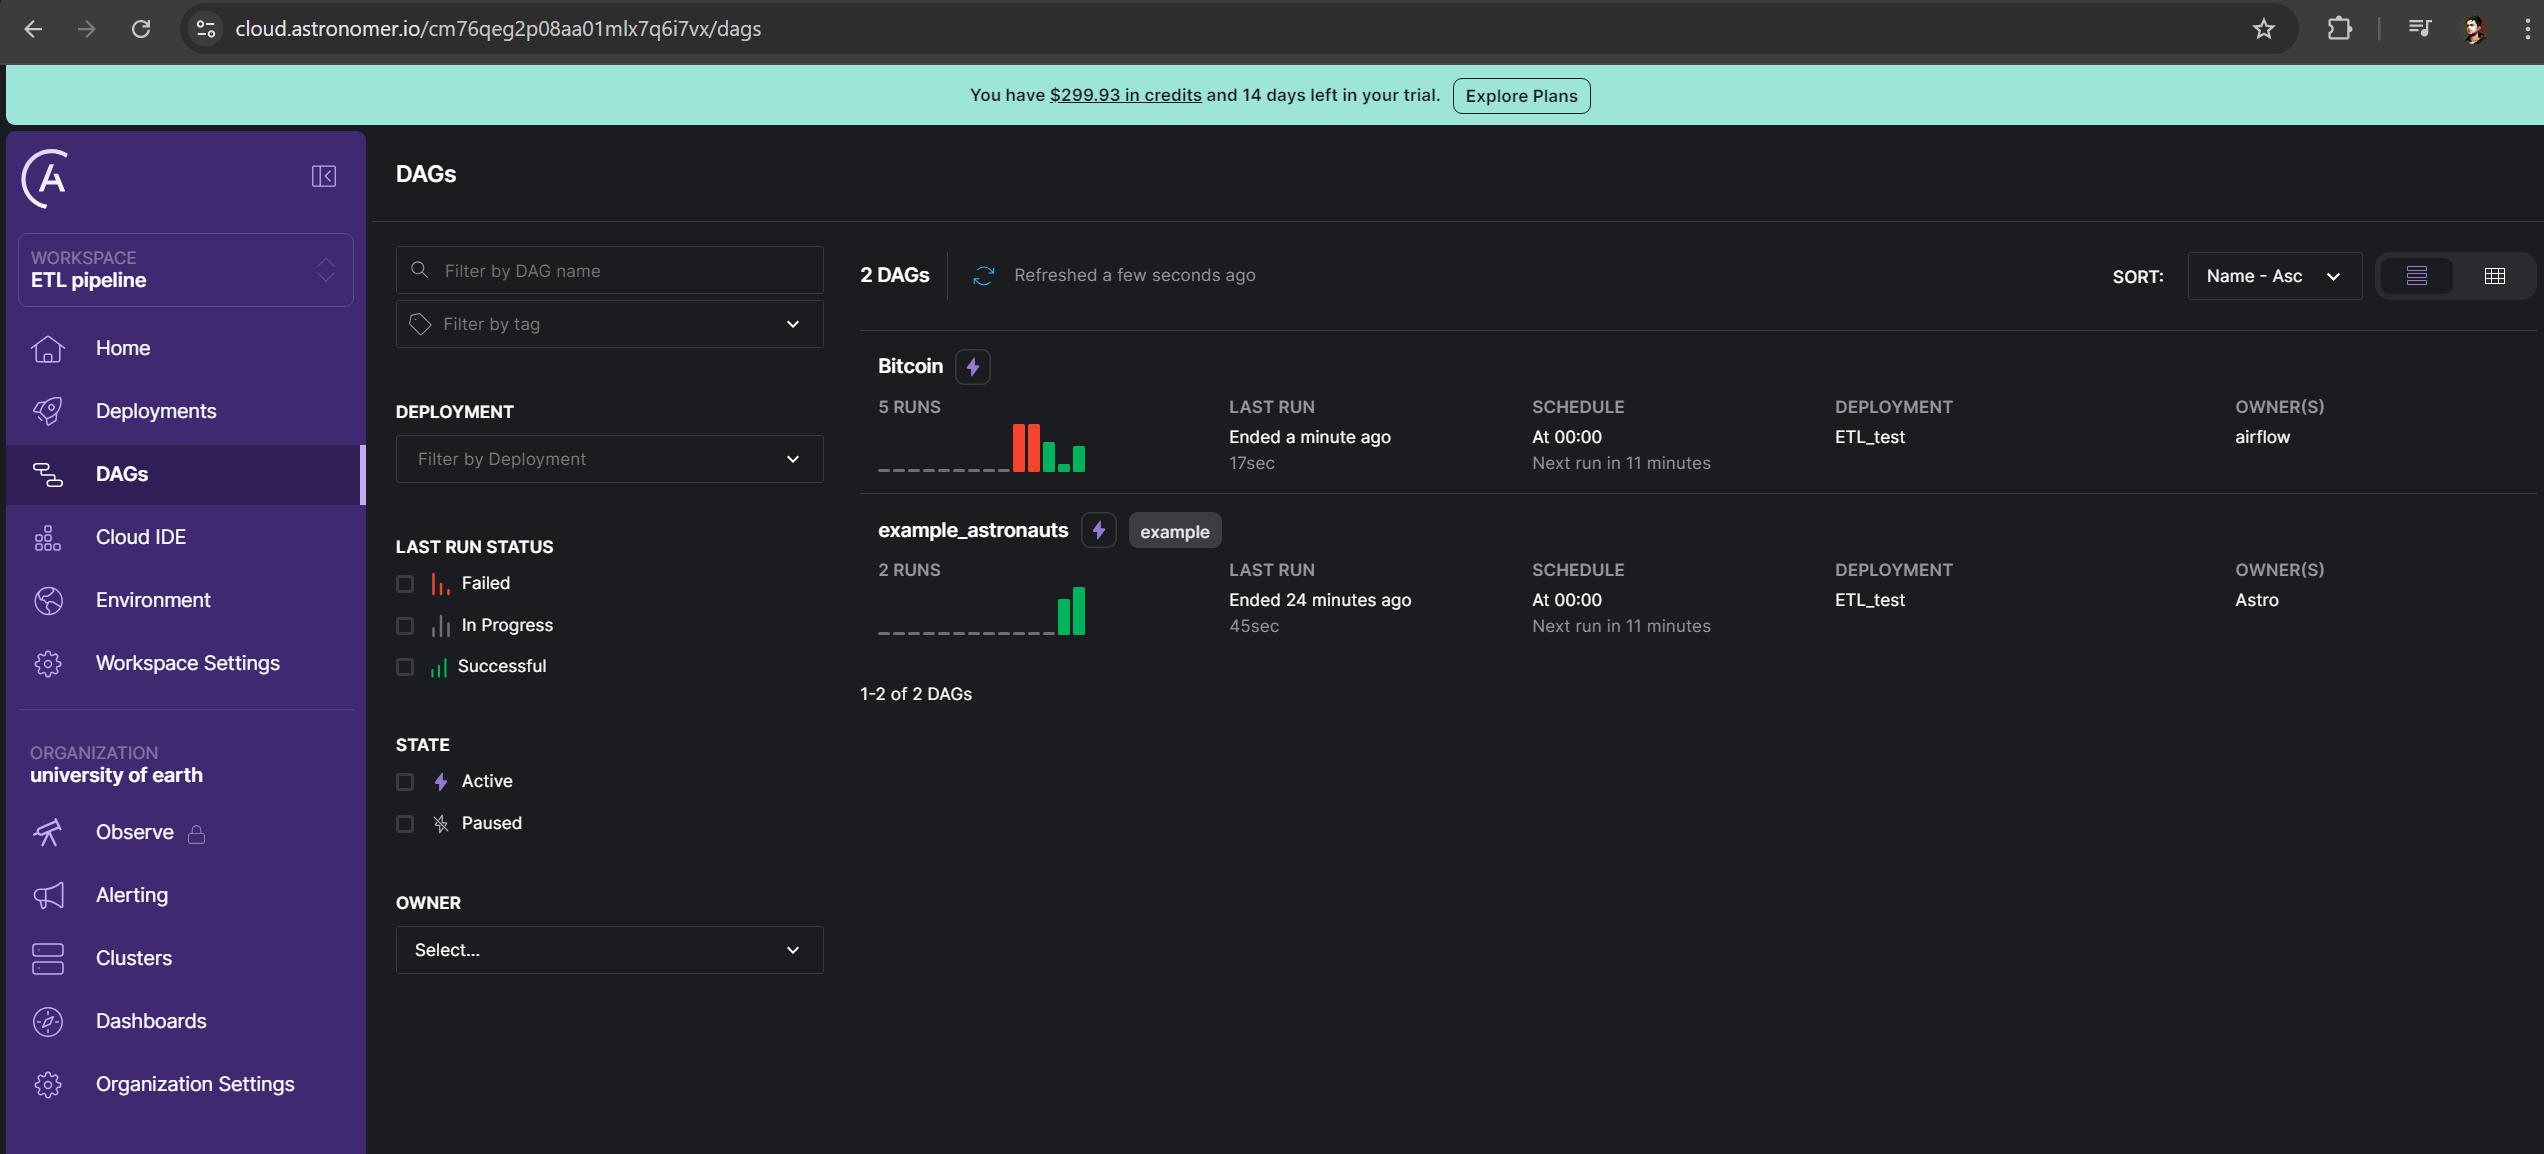 cloud.astronomer.io/cm76qeg2p08aa01mlx7q6i7vx/dags
You have $299.93 in credits and 14 days left in your trial.
Explore Plans
WORKSPACE
ETL pipeline
Home
Deployments
DAGs
Cloud IDE
Environment
Workspace Settings
ORGANIZATION
university of earth
Observe
Alerting
Clusters
Dashboards
Organization Settings
DAGs
Filter by DAG name
Filter by tag
DEPLOYMENT
Filter by Deployment
LAST RUN STATUS
Failed
In Progress
Successful
STATE
Active
Paused
OWNER
Select...
2 DAGs
Refreshed a few seconds ago
SORT:
Name - Asc
Bitcoin
5 RUNS
LAST RUN
Ended a minute ago
17sec
SCHEDULE
At 00:00
Next run in 11 minutes
DEPLOYMENT
ETL_test
OWNER(S)
airflow
example_astronauts
example
2 RUNS
LAST RUN
Ended 24 minutes ago
45sec
SCHEDULE
At 00:00
Next run in 11 minutes
DEPLOYMENT
ETL_test
OWNER(S)
Astro
1-2 of 2 DAGs